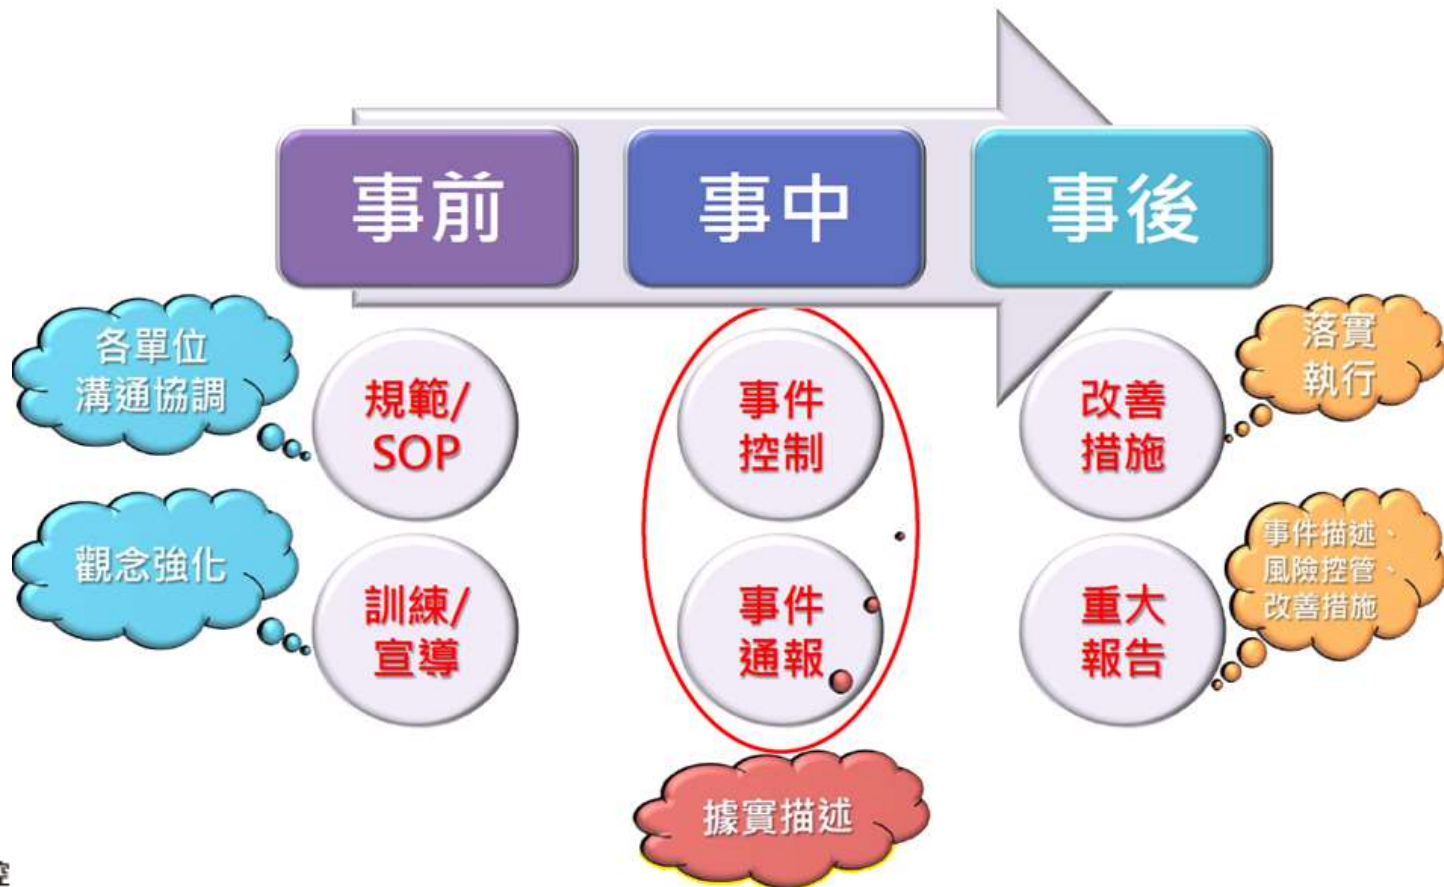 事前
事中
事後
各單位
溝通協調
規範/
SOP
事件
控制
改善
措施
落實
執行
觀念強化
訓練/
宣導
事件
通報
重大
報告
事件描述、
風險控管、
改善措施
據實描述
控